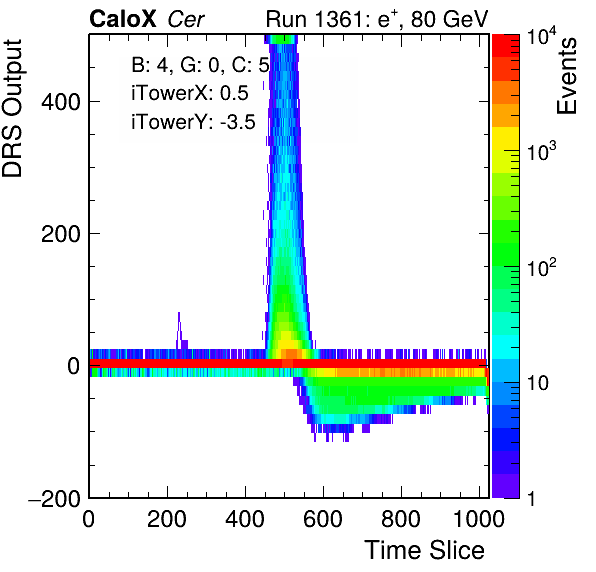 CaloX Cer
Run 1361: e⁺, 80 GeV
B: 4, G: 0, C: 5
iTowerX: 0.5
iTowerY: -3.5
DRS Output
400
200
0
−200
0 200 400 600 800 1000
Time Slice
Events
10⁴
10³
10²
10
1